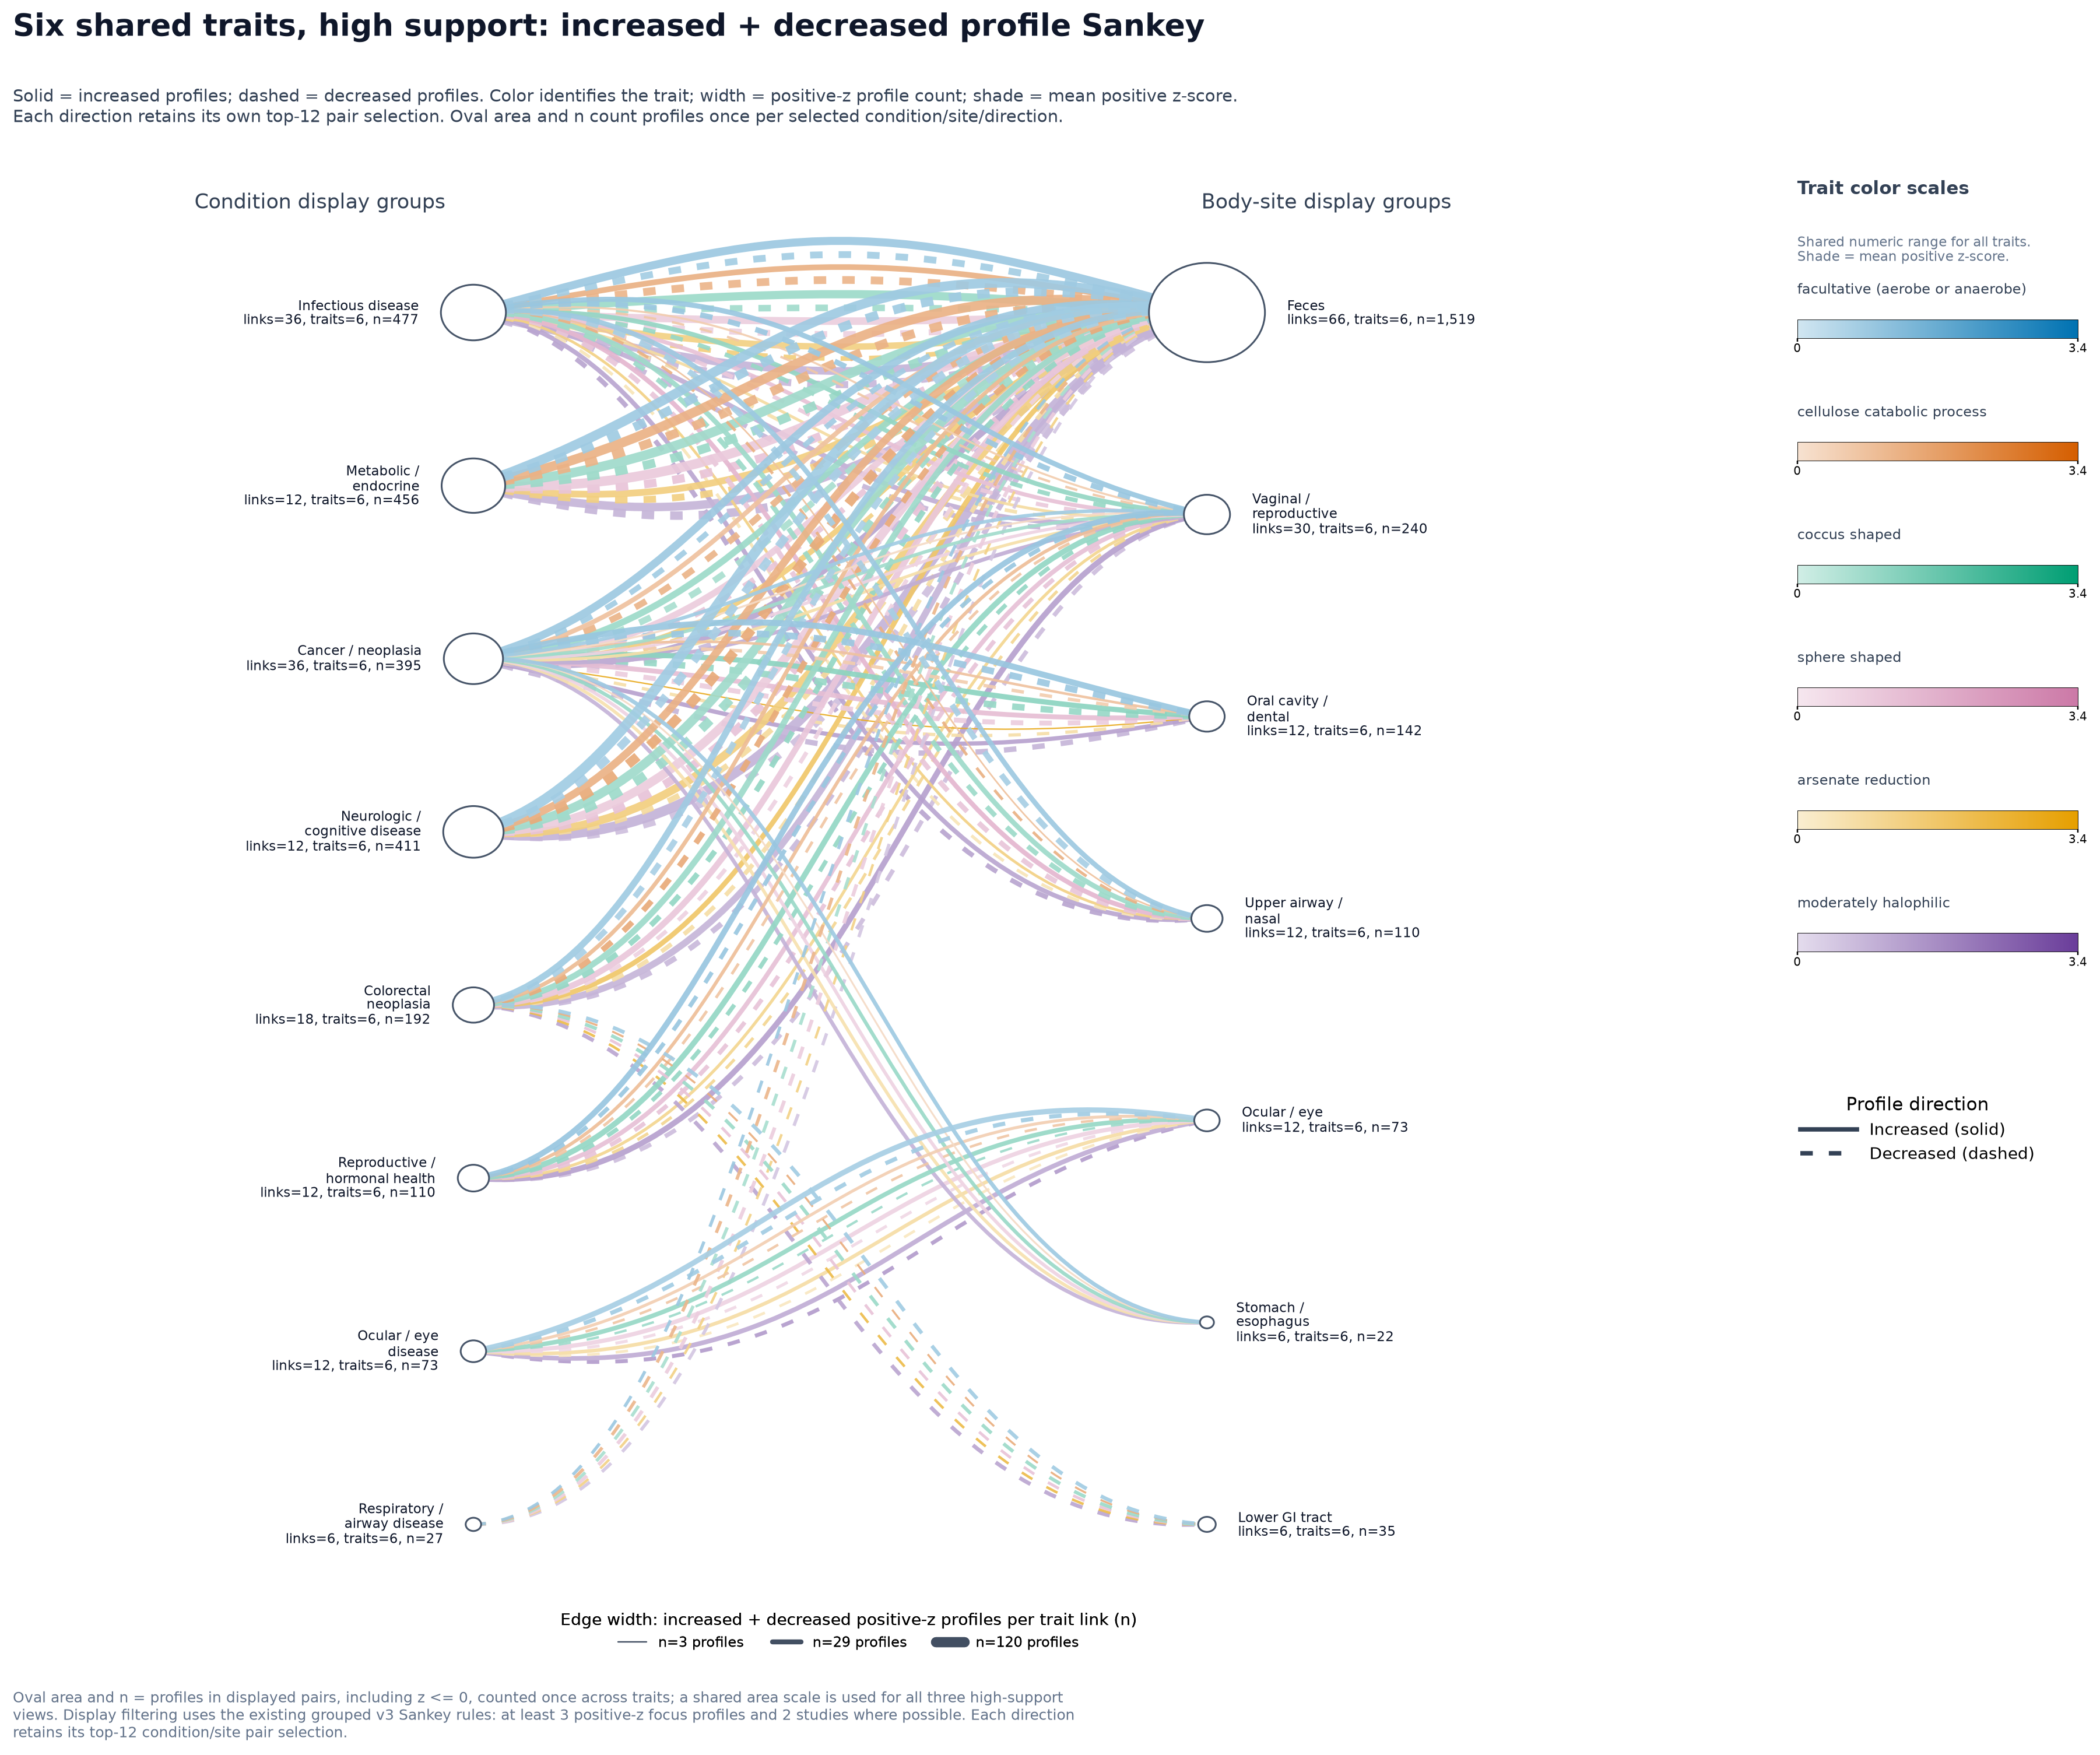 Six shared traits, high support: increased + decreased profile Sankey
Solid = increased profiles; dashed = decreased profiles. Color identifies the trait; width = positive-z profile count; shade = mean positive z-score.
Each direction retains its own top-12 pair selection. Oval area and n count profiles once per selected condition/site/direction.
Condition display groups
Infectious disease
links=36, traits=6, n=477
Metabolic /
endocrine
links=12, traits=6, n=456
Cancer / neoplasia
links=36, traits=6, n=395
Neurologic /
cognitive disease
links=12, traits=6, n=411
Colorectal
neoplasia
links=18, traits=6, n=192
Reproductive /
hormonal health
links=12, traits=6, n=110
Ocular / eye
disease
links=12, traits=6, n=73
Respiratory /
airway disease
links=6, traits=6, n=27
Body-site display groups
Feces
links=66, traits=6, n=1,519
Vaginal /
reproductive
links=30, traits=6, n=240
Oral cavity /
dental
links=12, traits=6, n=142
Upper airway /
nasal
links=12, traits=6, n=110
Ocular / eye
links=12, traits=6, n=73
Stomach /
esophagus
links=6, traits=6, n=22
Lower GI tract
links=6, traits=6, n=35
Trait color scales
Shared numeric range for all traits.
Shade = mean positive z-score.
facultative (aerobe or anaerobe)
0 3.4
cellulose catabolic process
0 3.4
coccus shaped
0 3.4
sphere shaped
0 3.4
arsenate reduction
0 3.4
moderately halophilic
0 3.4
Profile direction
Increased (solid)
Decreased (dashed)
Edge width: increased + decreased positive-z profiles per trait link (n)
n=3 profiles n=29 profiles n=120 profiles
Oval area and n = profiles in displayed pairs, including z <= 0, counted once across traits; a shared area scale is used for all three high-support
views. Display filtering uses the existing grouped v3 Sankey rules: at least 3 positive-z focus profiles and 2 studies where possible. Each direction
retains its top-12 condition/site pair selection.